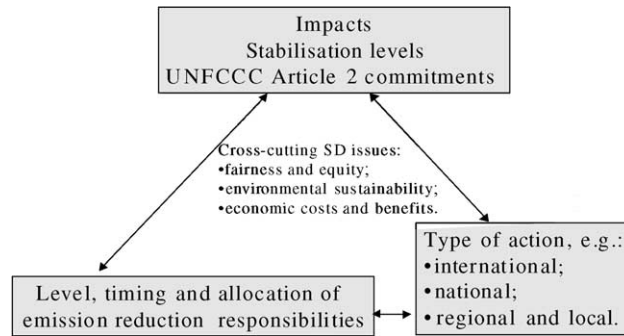 Impacts
Stabilisation levels
UNFCCC Article 2 commitments
Cross-cutting SD issues:
•fairness and equity;
•environmental sustainability;
•economic costs and benefits.
Type of action, e.g.:
•international;
•national;
•regional and local.
Level, timing and allocation of
emission reduction responsibilities